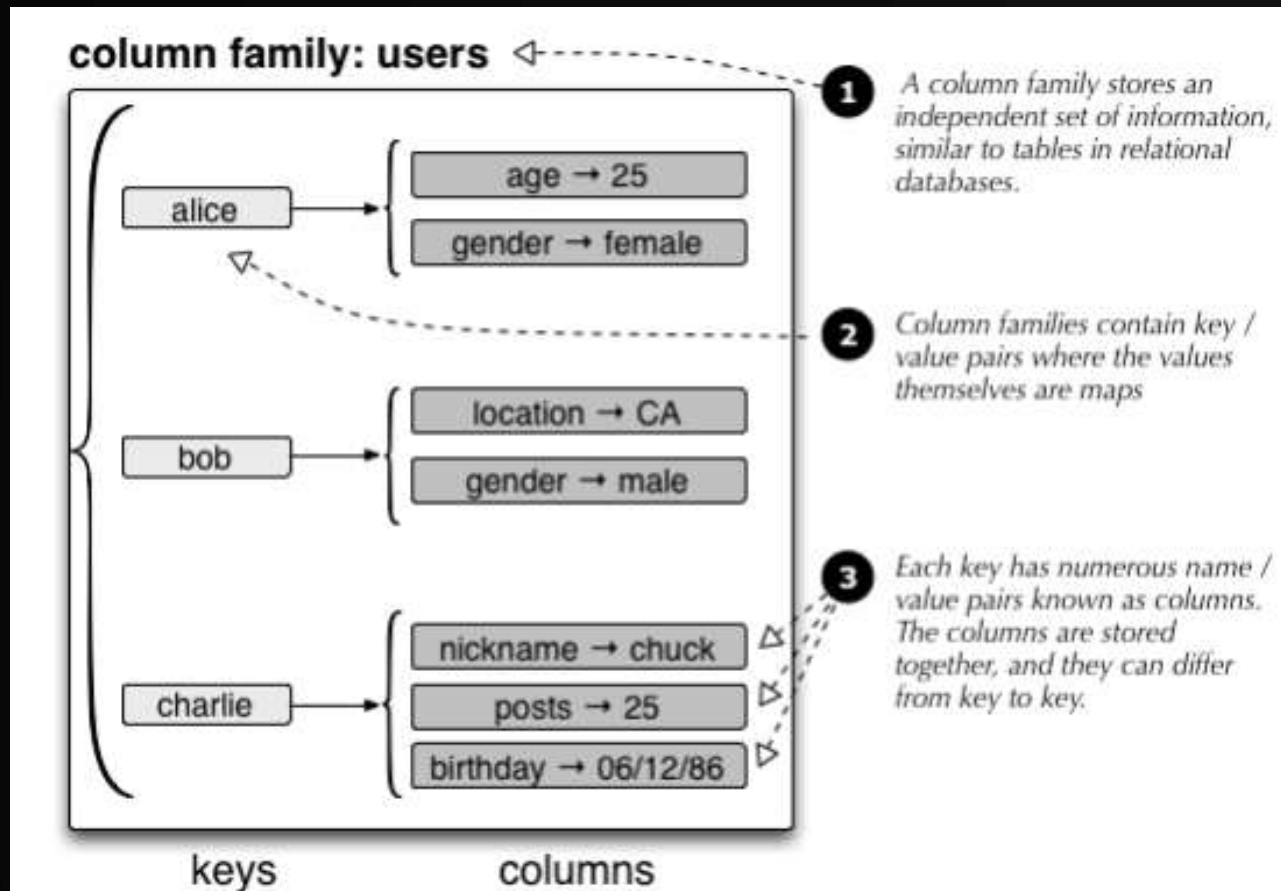 column family: users
1
A column family stores an
independent set of information,
similar to tables in relational
databases.
alice
age → 25
gender → female
2
Column families contain key /
value pairs where the values
themselves are maps
bob
location → CA
gender → male
3
Each key has numerous name /
value pairs known as columns.
The columns are stored
together, and they can differ
from key to key.
charlie
nickname → chuck
posts → 25
birthday → 06/12/86
keys
columns